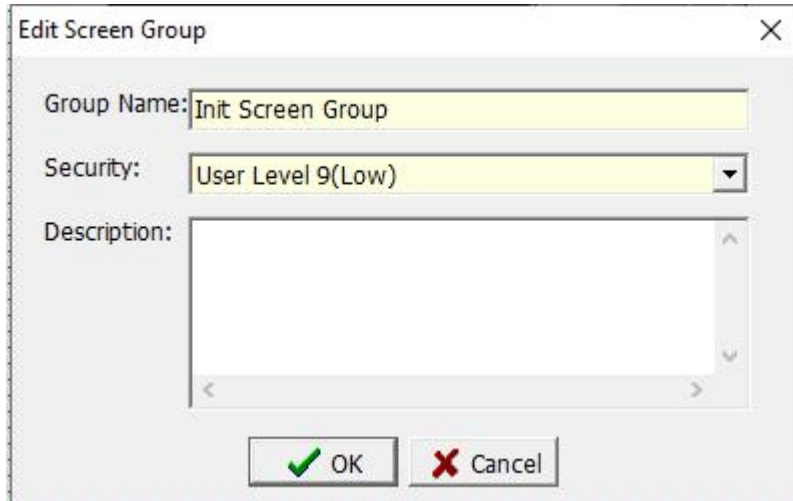 Edit Screen Group
Group Name: Init Screen Group
Security: User Level 9(Low)
Description:
OK Cancel